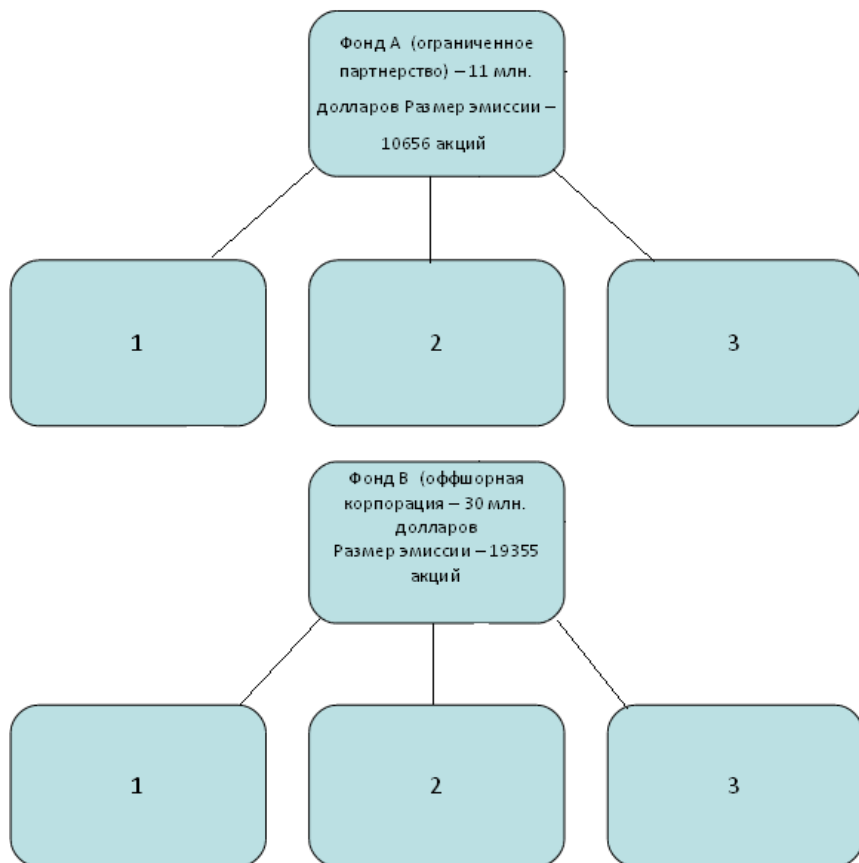 Фонд А (ограниченное
партнерство) – 11 млн.
долларов Размер эмиссии –
10656 акций
1
2
3
Фонд В (оффшорная
корпорация – 30 млн.
долларов
Размер эмиссии – 19355
акций
1
2
3